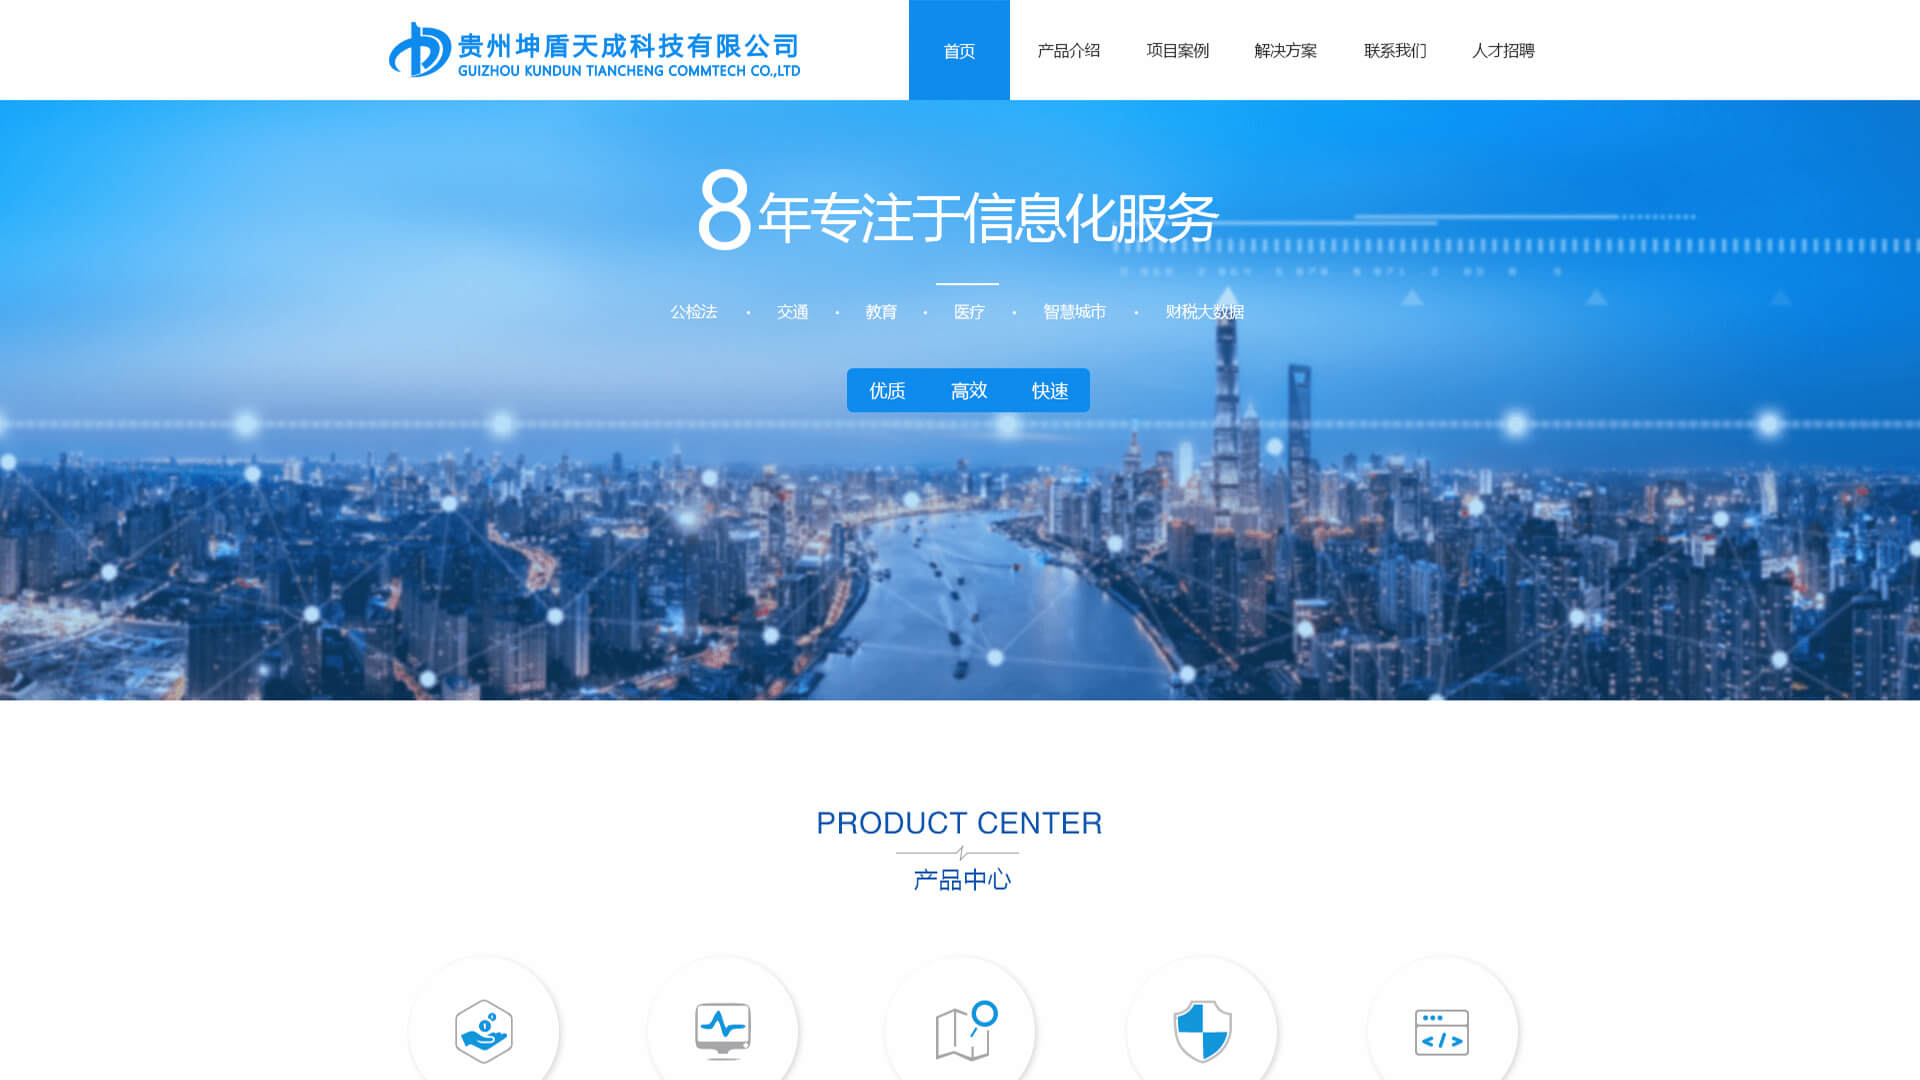 贵州坤盾天成科技有限公司
GUIZHOU KUNDUN TIANCHENG COMMTECH CO.,LTD
首页 产品介绍 项目案例 解决方案 联系我们 人才招聘
8年专注于信息化服务
公检法 · 交通 · 教育 · 医疗 · 智慧城市 · 财税大数据
优质 高效 快速
PRODUCT CENTER
产品中心